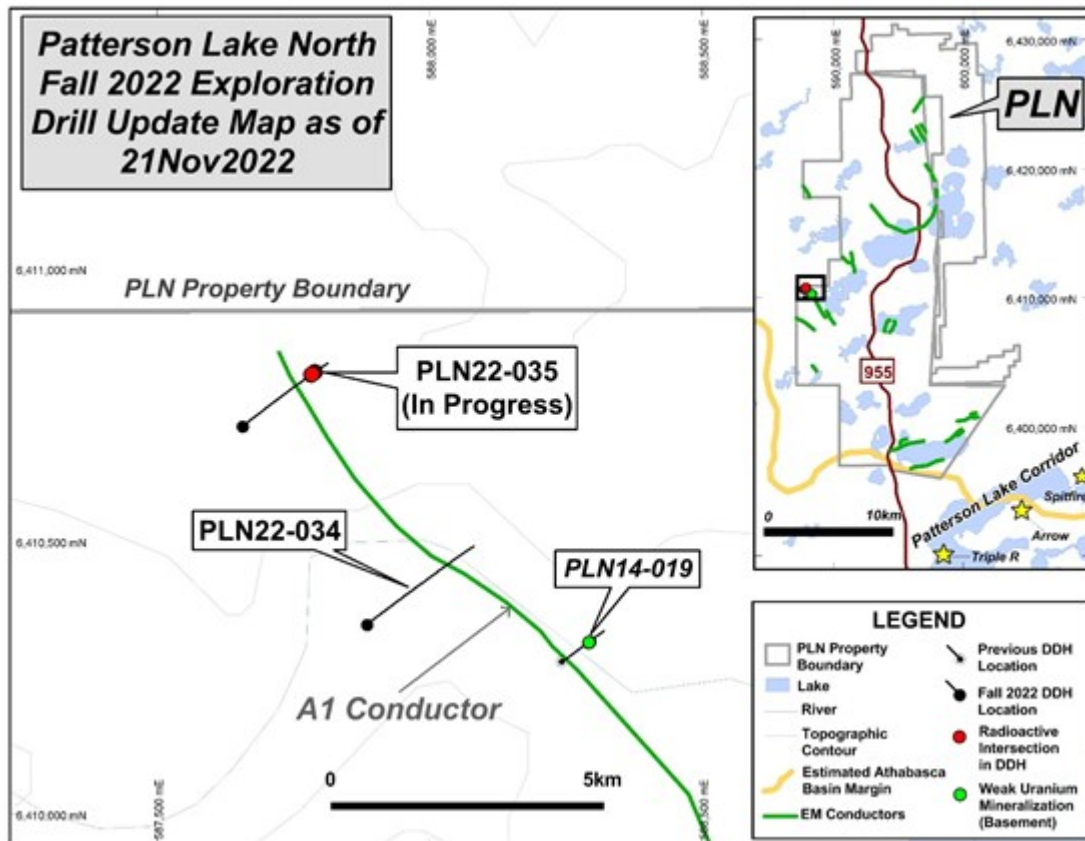 Patterson Lake North
Fall 2022 Exploration
Drill Update Map as of
21Nov2022
588,000 mE
588,500 mE
6,411,000 mN
PLN Property Boundary
PLN22-035
(In Progress)
PLN22-034
6,410,500 mN
PLN14-019
A1 Conductor
0
5km
6,410,000 mN
587,500 mE
588,500 mE
590,000 mE
600,000 mE
6,430,000 mN
PLN
6,420,000 mN
6,410,000 mN
955
6,400,000 mN
Patterson Lake Corridor
0
10km
Spitfire
Arrow
Triple R
LEGEND
PLN Property
Boundary
Lake
River
Topographic
Contour
Estimated Athabasca
Basin Margin
EM Conductors
Previous DDH
Location
Fall 2022 DDH
Location
Radioactive
Intersection
in DDH
Weak Uranium
Mineralization
(Basement)